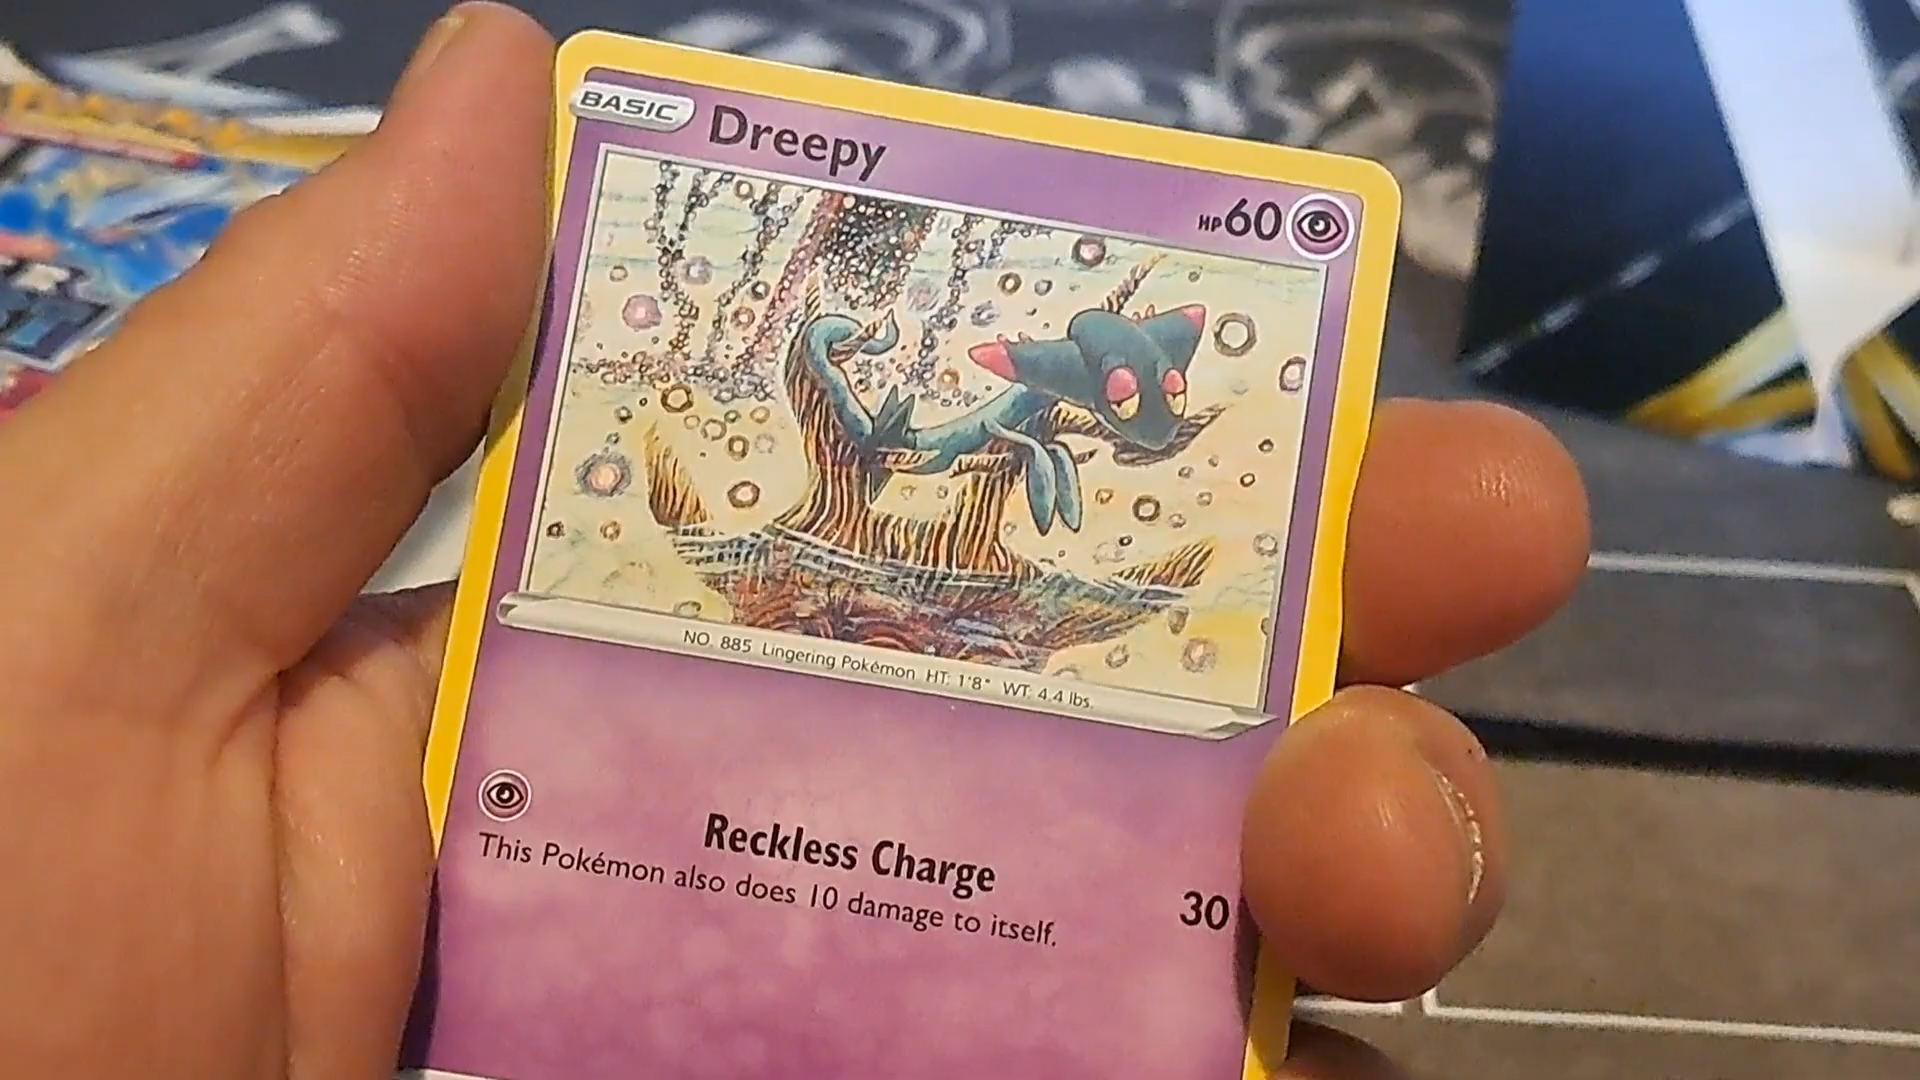 BASIC
Dreepy
HP 60
NO. 885 Lingering Pokémon HT: 1'8" WT: 4.4 lbs.
Reckless Charge
30
This Pokémon also does 10 damage to itself.